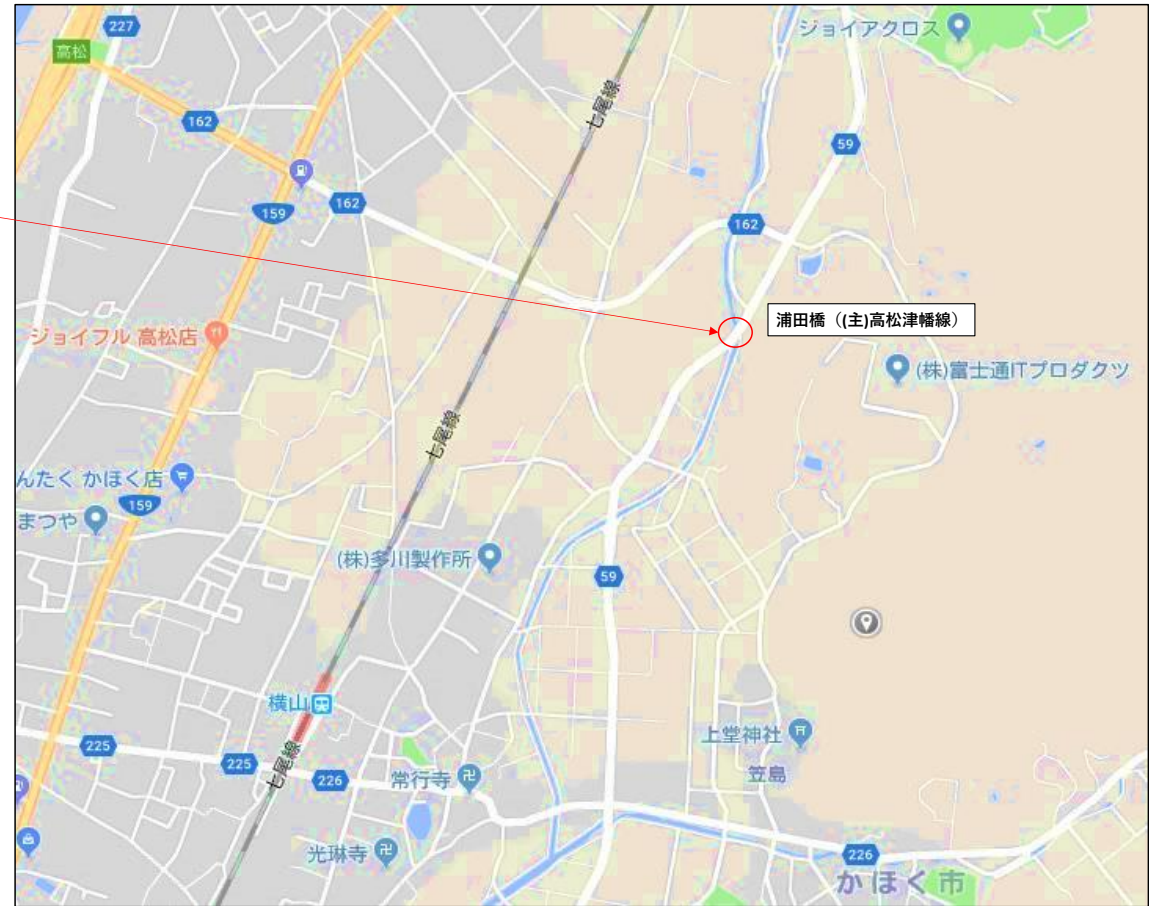 227
ジョイアクロス
高松
七尾線
162
59
162
159
162
浦田橋（(主)高松津幡線）
ジョイフル 高松店
(株)富士通ITプロダクツ
七尾線
んたく かほく店
159
まつや
(株)多川製作所
59
横山
上堂神社
225
七尾線
225
226
常行寺
笠島
光琳寺
226
かほく市